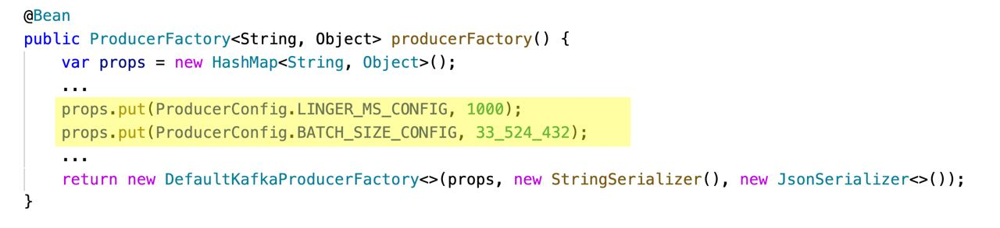 @Bean
public ProducerFactory<String, Object> producerFactory() {
    var props = new HashMap<String, Object>();
    ...
    props.put(ProducerConfig.LINGER_MS_CONFIG, 1000);
    props.put(ProducerConfig.BATCH_SIZE_CONFIG, 33_524_432);
    ...
    return new DefaultKafkaProducerFactory<>(props, new StringSerializer(), new JsonSerializer<>());
}